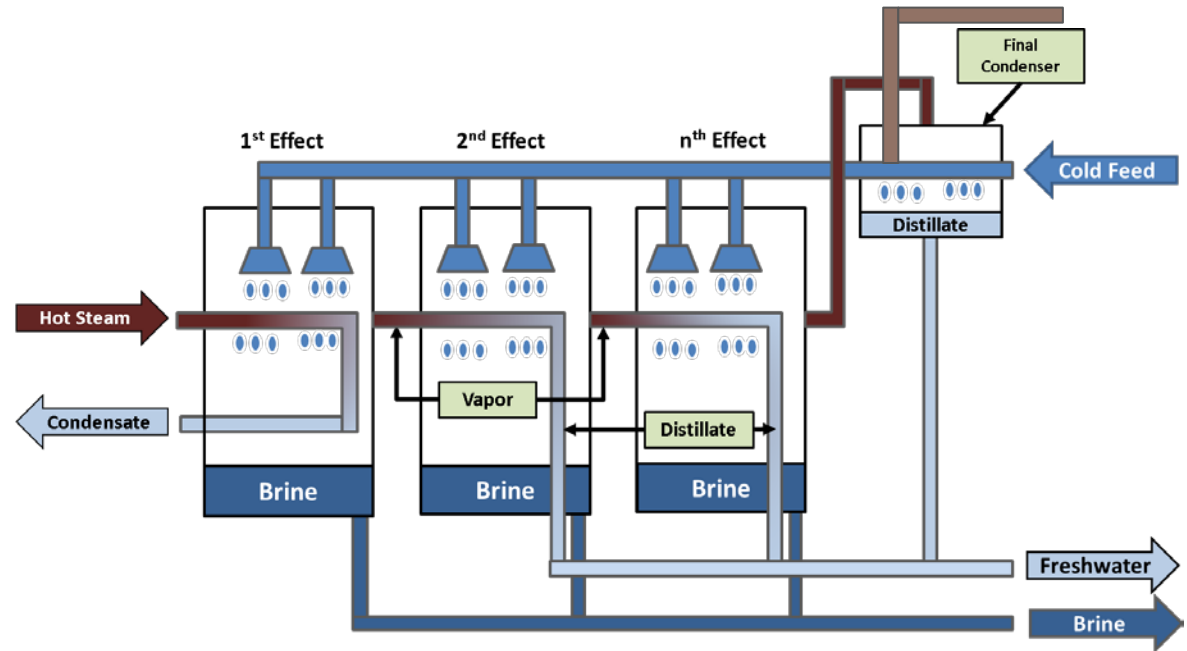 Final
Condenser
1st Effect
2nd Effect
nth Effect
Cold Feed
Distillate
Hot Steam
Vapor
Condensate
Distillate
Brine
Brine
Brine
Freshwater
Brine